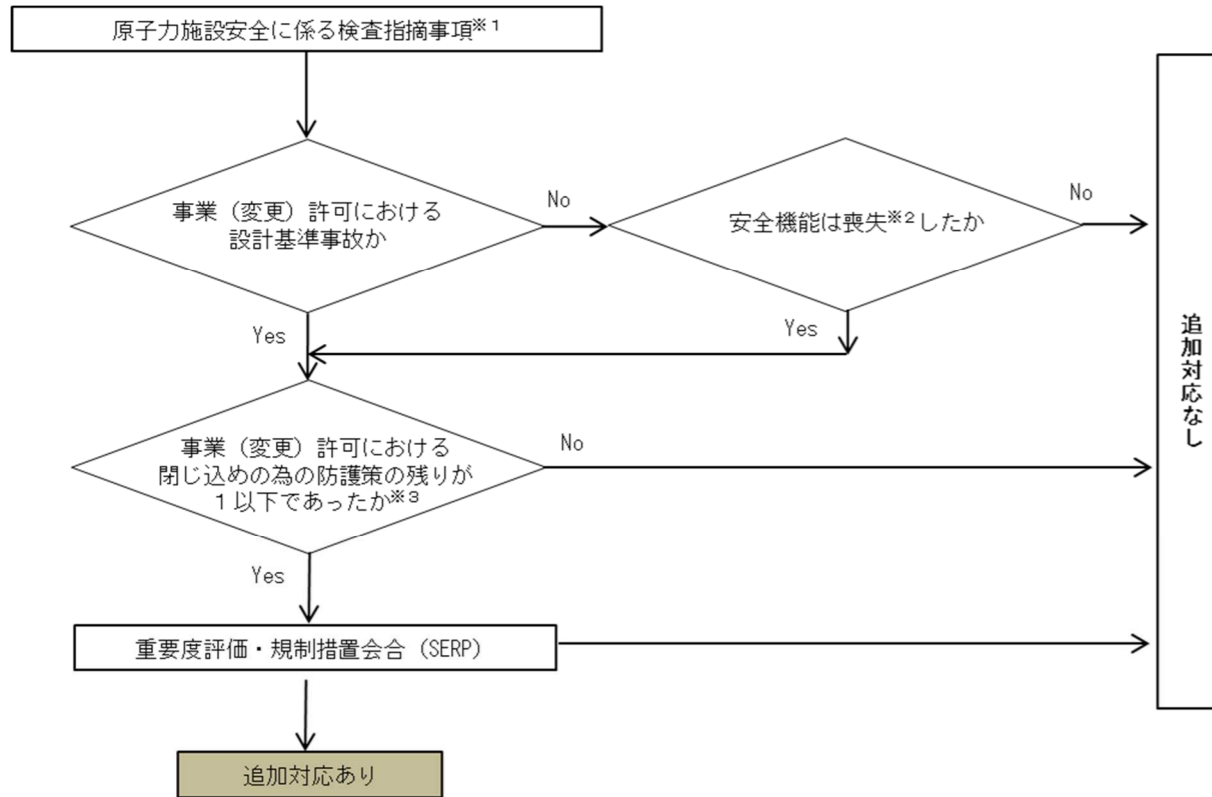 原子力施設安全に係る検査指摘事項※1
事業(変更)許可における
設計基準事故か
No
安全機能は喪失※2したか
No
Yes
Yes
追加対応なし
事業(変更)許可における
閉じ込めの為の防護策の残りが
1以下であったか※3
No
Yes
重要度評価・規制措置会合(SERP)
追加対応あり